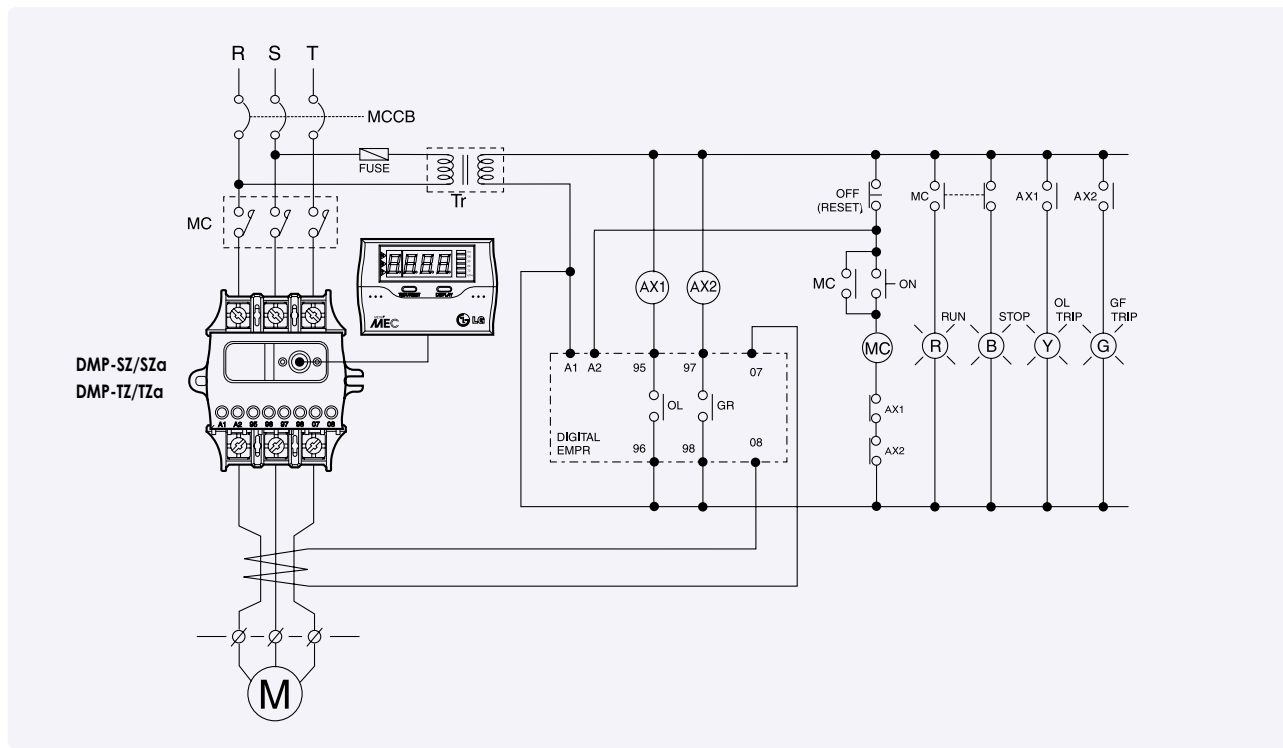 R S T
MCCB
FUSE
Tr
MC
OFF
(RESET)
MC
AX1
AX2
AX1
AX2
MC
ON
MEC
LG
RUN
STOP
OL
TRIP
GF
TRIP
MC
R
B
Y
G
DMP-SZ/SZa
DMP-TZ/TZa
A1 A2 95 97 07
OL
GR
AX1
AX2
DIGITAL
EMPR
96 98 08
A1 A2 95 96 97 98 07 08
M